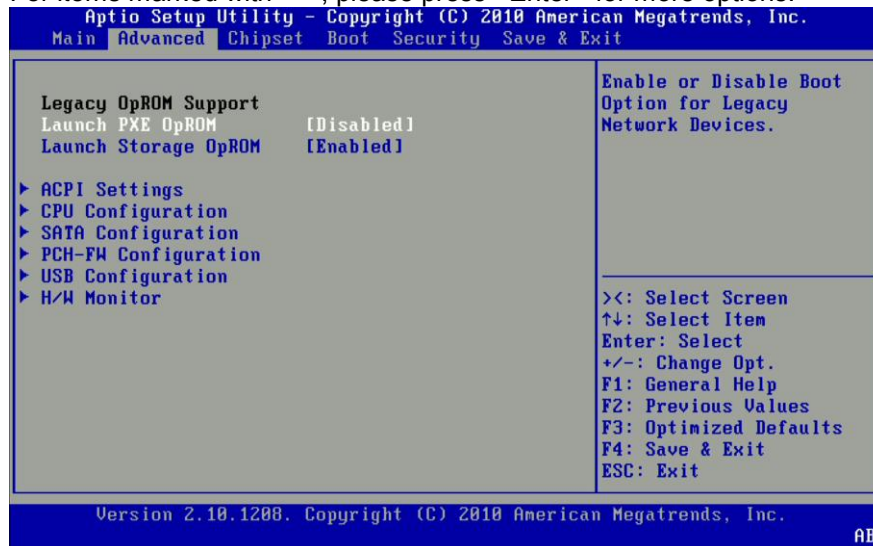 Aptio Setup Utility – Copyright (C) 2010 American Megatrends, Inc.
Main Advanced Chipset Boot Security Save & Exit
Legacy OpROM Support
Launch PXE OpROM [Disabled]
Launch Storage OpROM [Enabled]
▶ ACPI Settings
▶ CPU Configuration
▶ SATA Configuration
▶ PCH-FW Configuration
▶ USB Configuration
▶ H/W Monitor
Enable or Disable Boot
Option for Legacy
Network Devices.
><: Select Screen
↑↓: Select Item
Enter: Select
+/-: Change Opt.
F1: General Help
F2: Previous Values
F3: Optimized Defaults
F4: Save & Exit
ESC: Exit
Version 2.10.1208. Copyright (C) 2010 American Megatrends, Inc.
AB